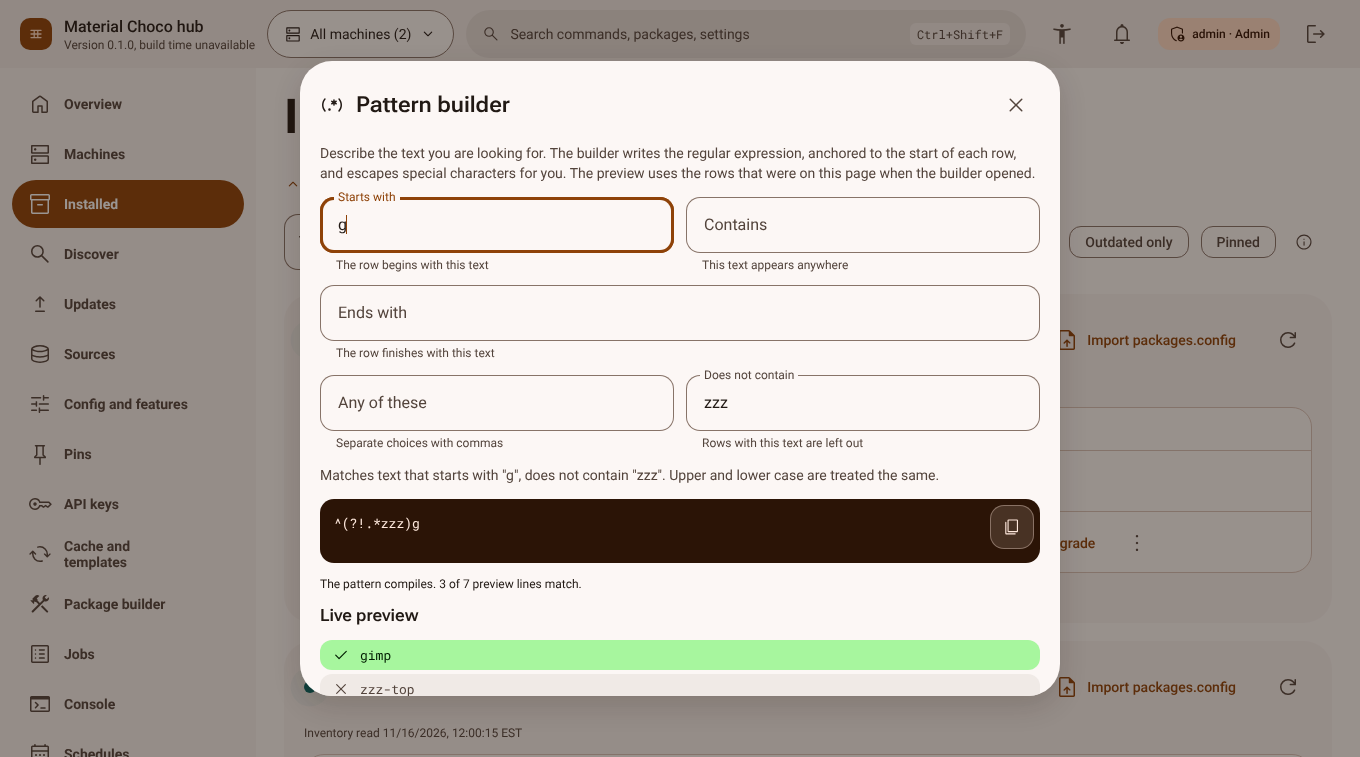 Material Choco hub
Version 0.1.0, build time unavailable
All machines (2)
Search commands, packages, settings
Ctrl+Shift+F
admin · Admin
Overview
Machines
Installed
Discover
Updates
Sources
Config and features
Pins
API keys
Cache and
templates
Package builder
Jobs
Console
Schedules
(.*) Pattern builder
Describe the text you are looking for. The builder writes the regular expression, anchored to the start of each row,
and escapes special characters for you. The preview uses the rows that were on this page when the builder opened.
Starts with
g
The row begins with this text
Contains
This text appears anywhere
Ends with
The row finishes with this text
Any of these
Separate choices with commas
Does not contain
zzz
Rows with this text are left out
Matches text that starts with "g", does not contain "zzz". Upper and lower case are treated the same.
^(?!.*zzz)g
The pattern compiles. 3 of 7 preview lines match.
Live preview
gimp
zzz-top
Outdated only
Pinned
Import packages.config
grade
Import packages.config
Inventory read 11/16/2026, 12:00:15 EST